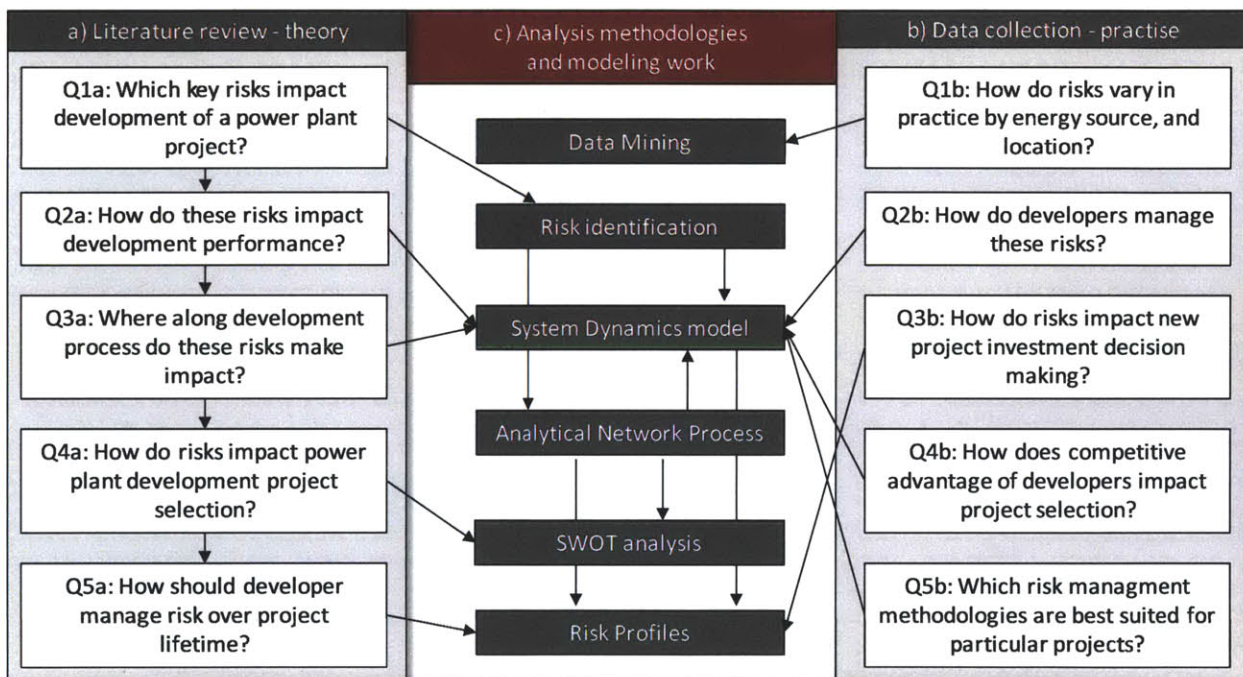 a) Literature review - theory
Q1a: Which key risks impact
development of a power plant
project?
Q2a: How do these risks impact
development performance?
Q3a: Where along development
process do these risks make
impact?
Q4a: How do risks impact power
plant development project
selection?
Q5a: How should developer
manage risk over project
lifetime?
c) Analysis methodologies
and modeling work
Data Mining
Risk identification
System Dynamics model
Analytical Network Process
SWOT analysis
Risk Profiles
b) Data collection - practise
Q1b: How do risks vary in
practice by energy source, and
location?
Q2b: How do developers manage
these risks?
Q3b: How do risks impact new
project investment decision
making?
Q4b: How does competitive
advantage of developers impact
project selection?
Q5b: Which risk managment
methodologies are best suited for
particular projects?